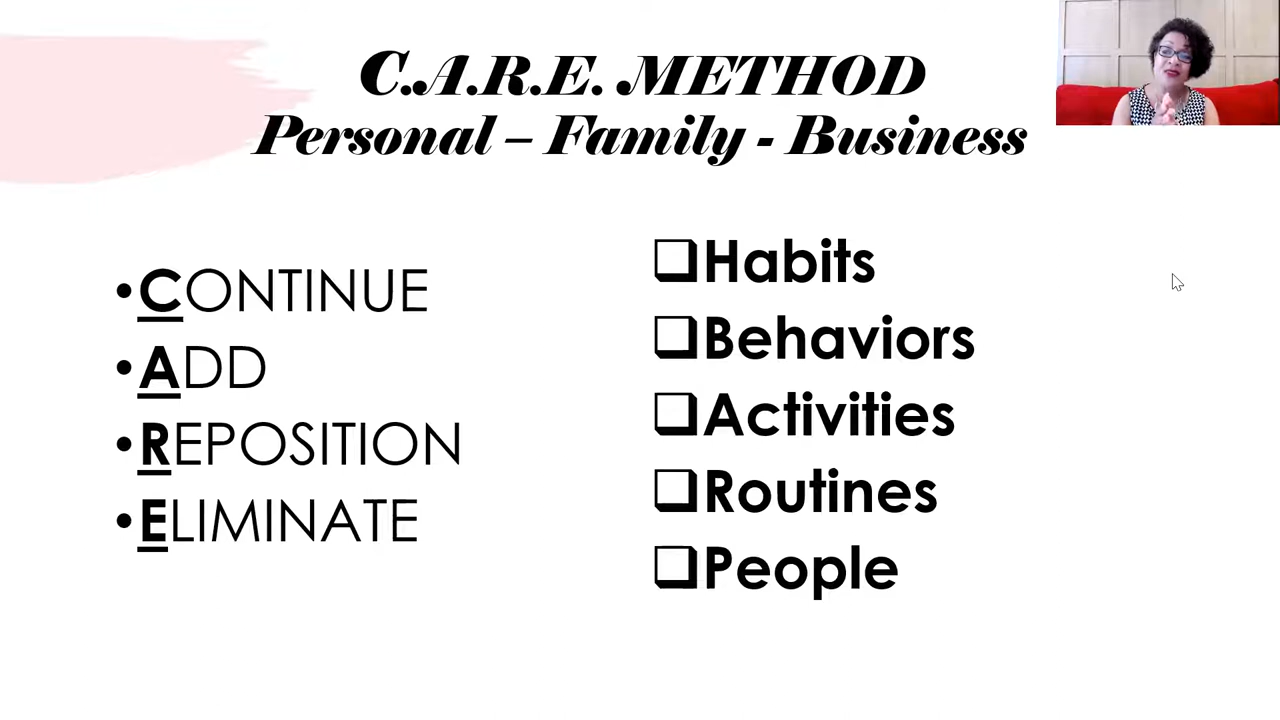 C.A.R.E. METHOD
Personal – Family - Business
•CONTINUE
•ADD
•REPOSITION
•ELIMINATE
❑Habits
❑Behaviors
❑Activities
❑Routines
❑People